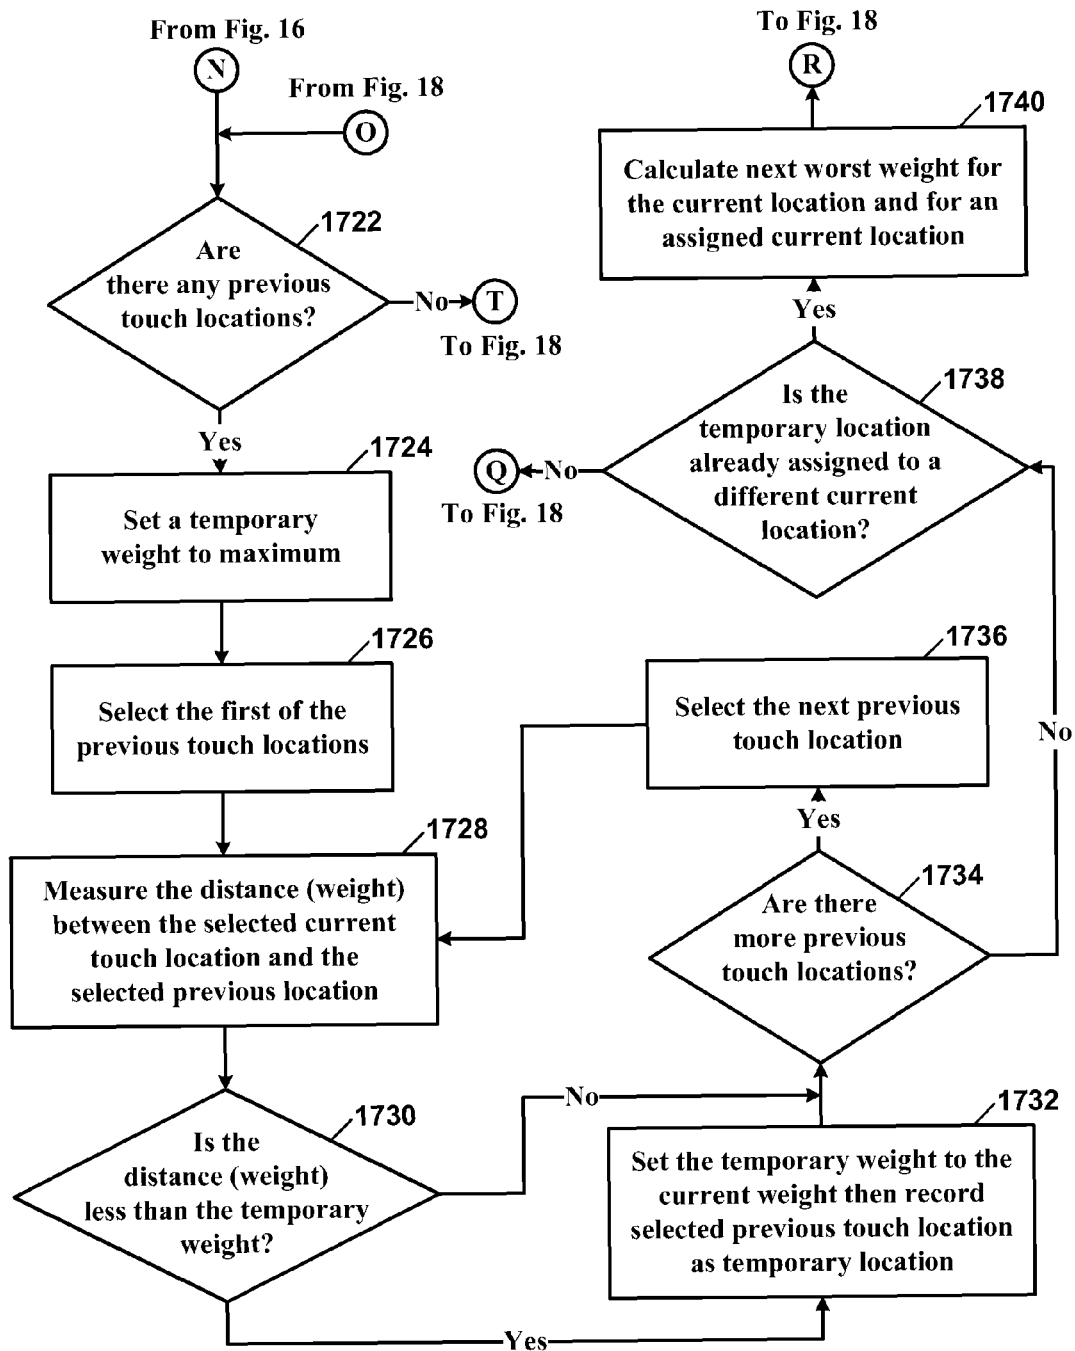 From Fig. 16
N
From Fig. 18
O
1722
Are
there any previous
touch locations?
No
T
To Fig. 18
Yes
1724
Set a temporary
weight to maximum
1726
Select the first of the
previous touch locations
1728
Measure the distance (weight)
between the selected current
touch location and the
selected previous location
1730
Is the
distance (weight)
less than the temporary
weight?
No
Yes
1732
Set the temporary weight to the
current weight then record
selected previous touch location
as temporary location
1734
Are there
more previous
touch locations?
Yes
No
1736
Select the next previous
touch location
1738
Is the
temporary location
already assigned to a
different current
location?
No
Q
To Fig. 18
Yes
1740
Calculate next worst weight for
the current location and for an
assigned current location
R
To Fig. 18